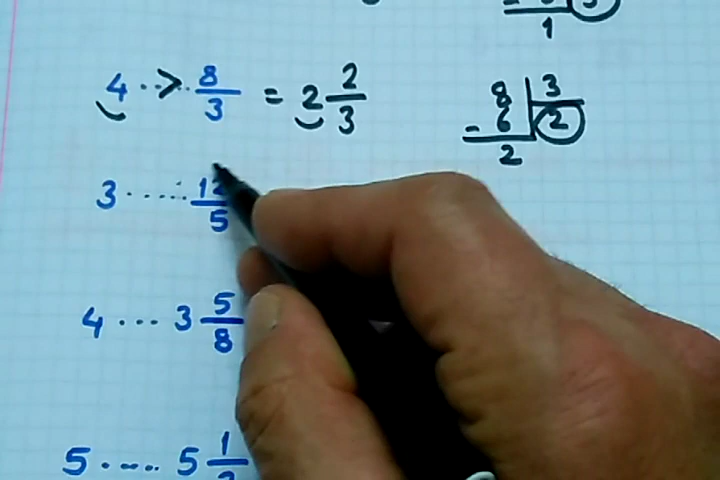 1
4 ..>.. 8/3 = 2 2/3
8 | 3
- 6 | 2
2
3 ...... 12/5
4 ... 3 5/8
5 ..... 5 1/